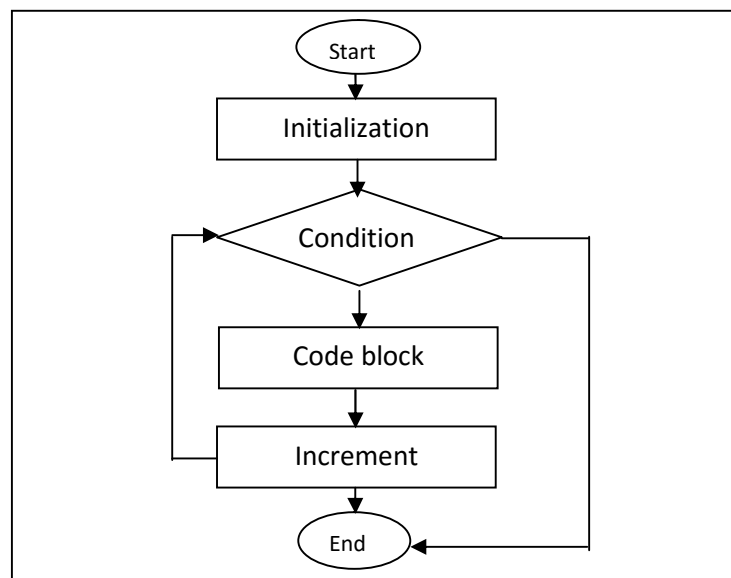 Start
Initialization
Condition
Code block
Increment
End